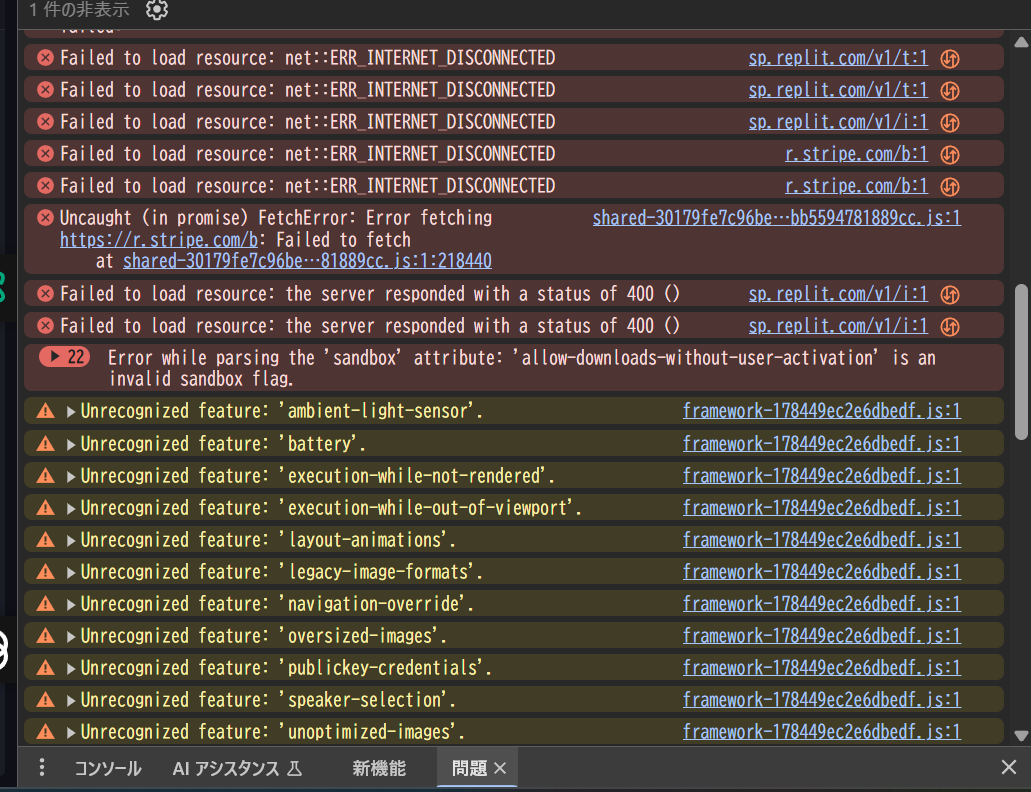 1 件の非表示
failed.
Failed to load resource: net::ERR_INTERNET_DISCONNECTED sp.replit.com/v1/t:1
Failed to load resource: net::ERR_INTERNET_DISCONNECTED sp.replit.com/v1/t:1
Failed to load resource: net::ERR_INTERNET_DISCONNECTED sp.replit.com/v1/i:1
Failed to load resource: net::ERR_INTERNET_DISCONNECTED r.stripe.com/b:1
Failed to load resource: net::ERR_INTERNET_DISCONNECTED r.stripe.com/b:1
Uncaught (in promise) FetchError: Error fetching shared-30179fe7c96be…bb5594781889cc.js:1
https://r.stripe.com/b: Failed to fetch
at shared-30179fe7c96be…81889cc.js:1:218440
Failed to load resource: the server responded with a status of 400 () sp.replit.com/v1/i:1
Failed to load resource: the server responded with a status of 400 () sp.replit.com/v1/i:1
22 Error while parsing the 'sandbox' attribute: 'allow-downloads-without-user-activation' is an
invalid sandbox flag.
Unrecognized feature: 'ambient-light-sensor'. framework-178449ec2e6dbedf.js:1
Unrecognized feature: 'battery'. framework-178449ec2e6dbedf.js:1
Unrecognized feature: 'execution-while-not-rendered'. framework-178449ec2e6dbedf.js:1
Unrecognized feature: 'execution-while-out-of-viewport'. framework-178449ec2e6dbedf.js:1
Unrecognized feature: 'layout-animations'. framework-178449ec2e6dbedf.js:1
Unrecognized feature: 'legacy-image-formats'. framework-178449ec2e6dbedf.js:1
Unrecognized feature: 'navigation-override'. framework-178449ec2e6dbedf.js:1
Unrecognized feature: 'oversized-images'. framework-178449ec2e6dbedf.js:1
Unrecognized feature: 'publickey-credentials'. framework-178449ec2e6dbedf.js:1
Unrecognized feature: 'speaker-selection'. framework-178449ec2e6dbedf.js:1
Unrecognized feature: 'unoptimized-images'. framework-178449ec2e6dbedf.js:1
コンソール AI アシスタンス 新機能 問題